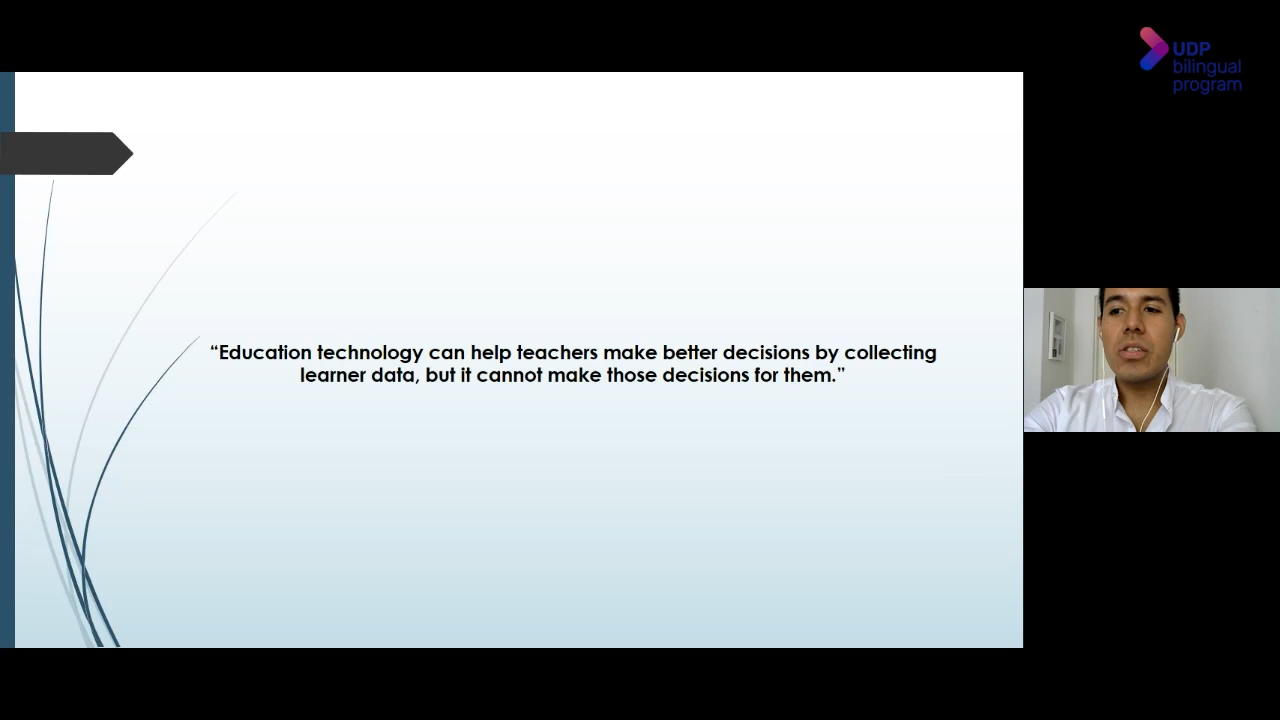 UDP
bilingual
program
“Education technology can help teachers make better decisions by collecting
learner data, but it cannot make those decisions for them.”